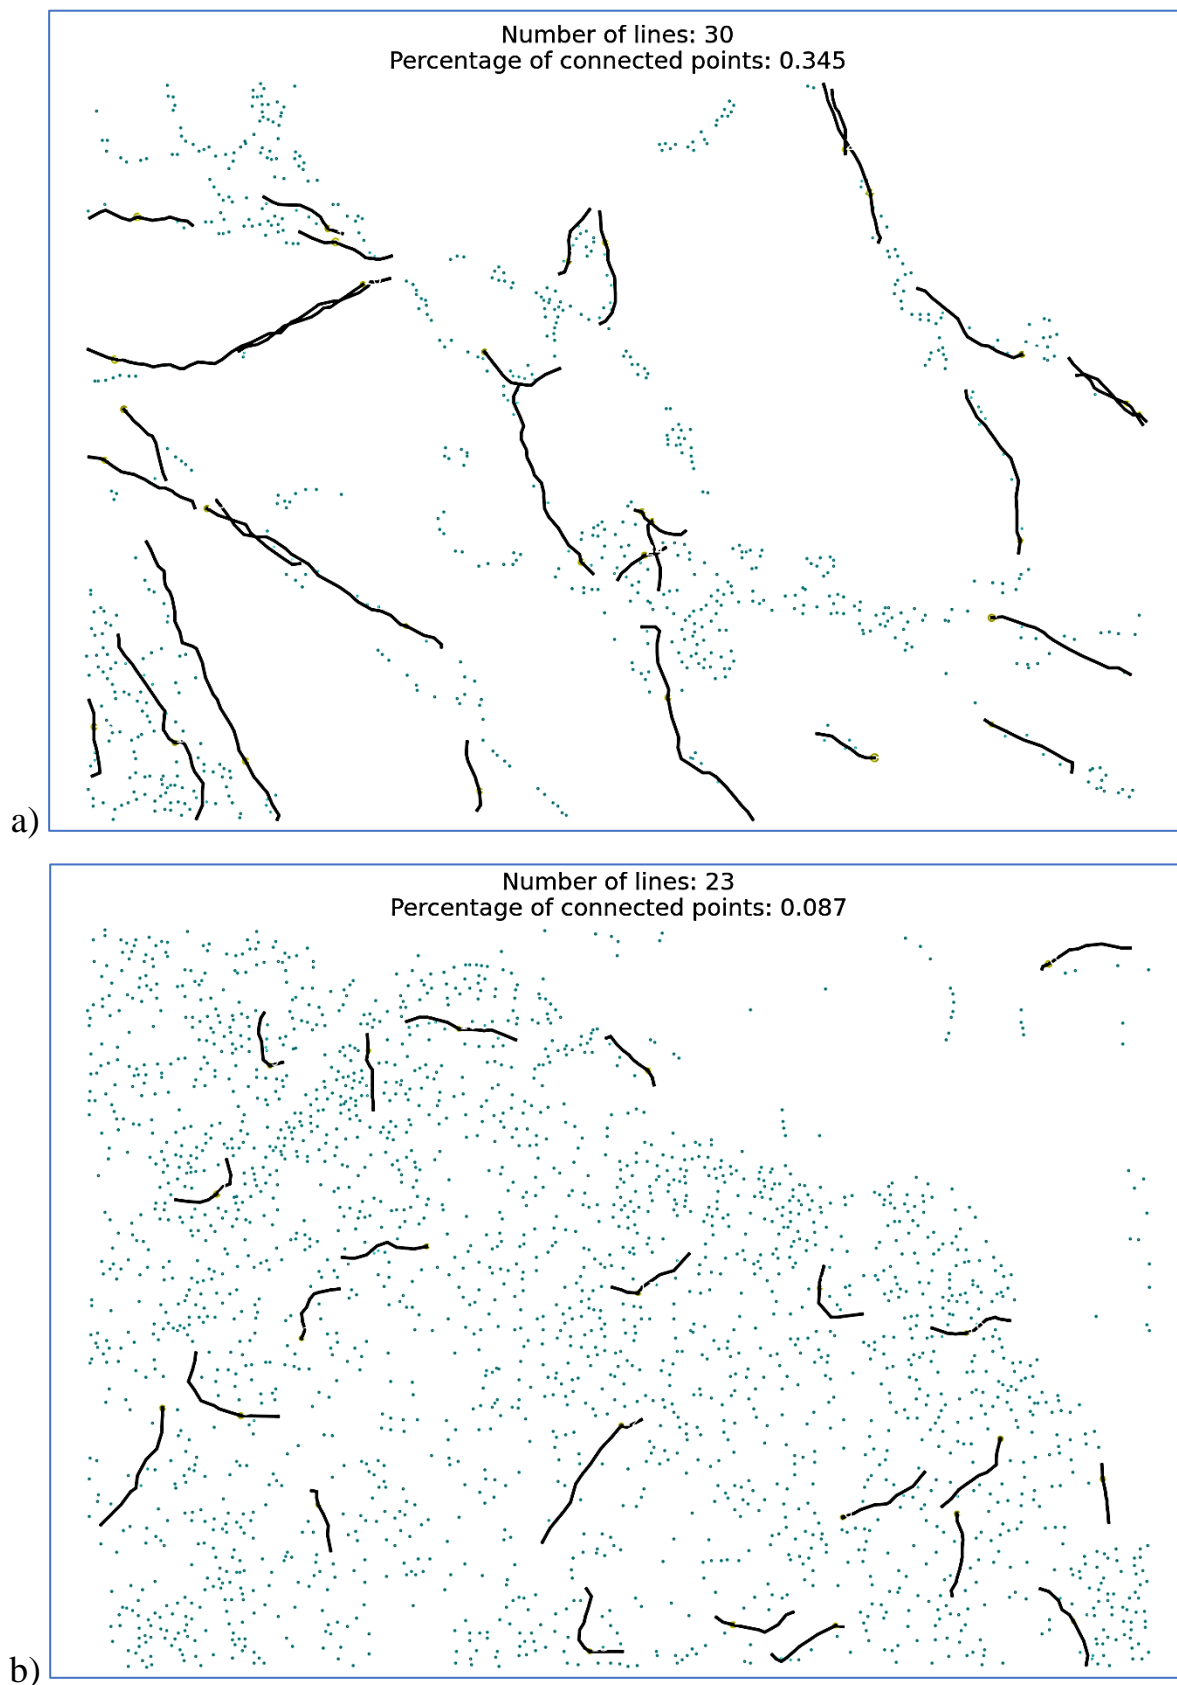 Number of lines: 30
Percentage of connected points: 0.345
a)
Number of lines: 23
Percentage of connected points: 0.087
b)